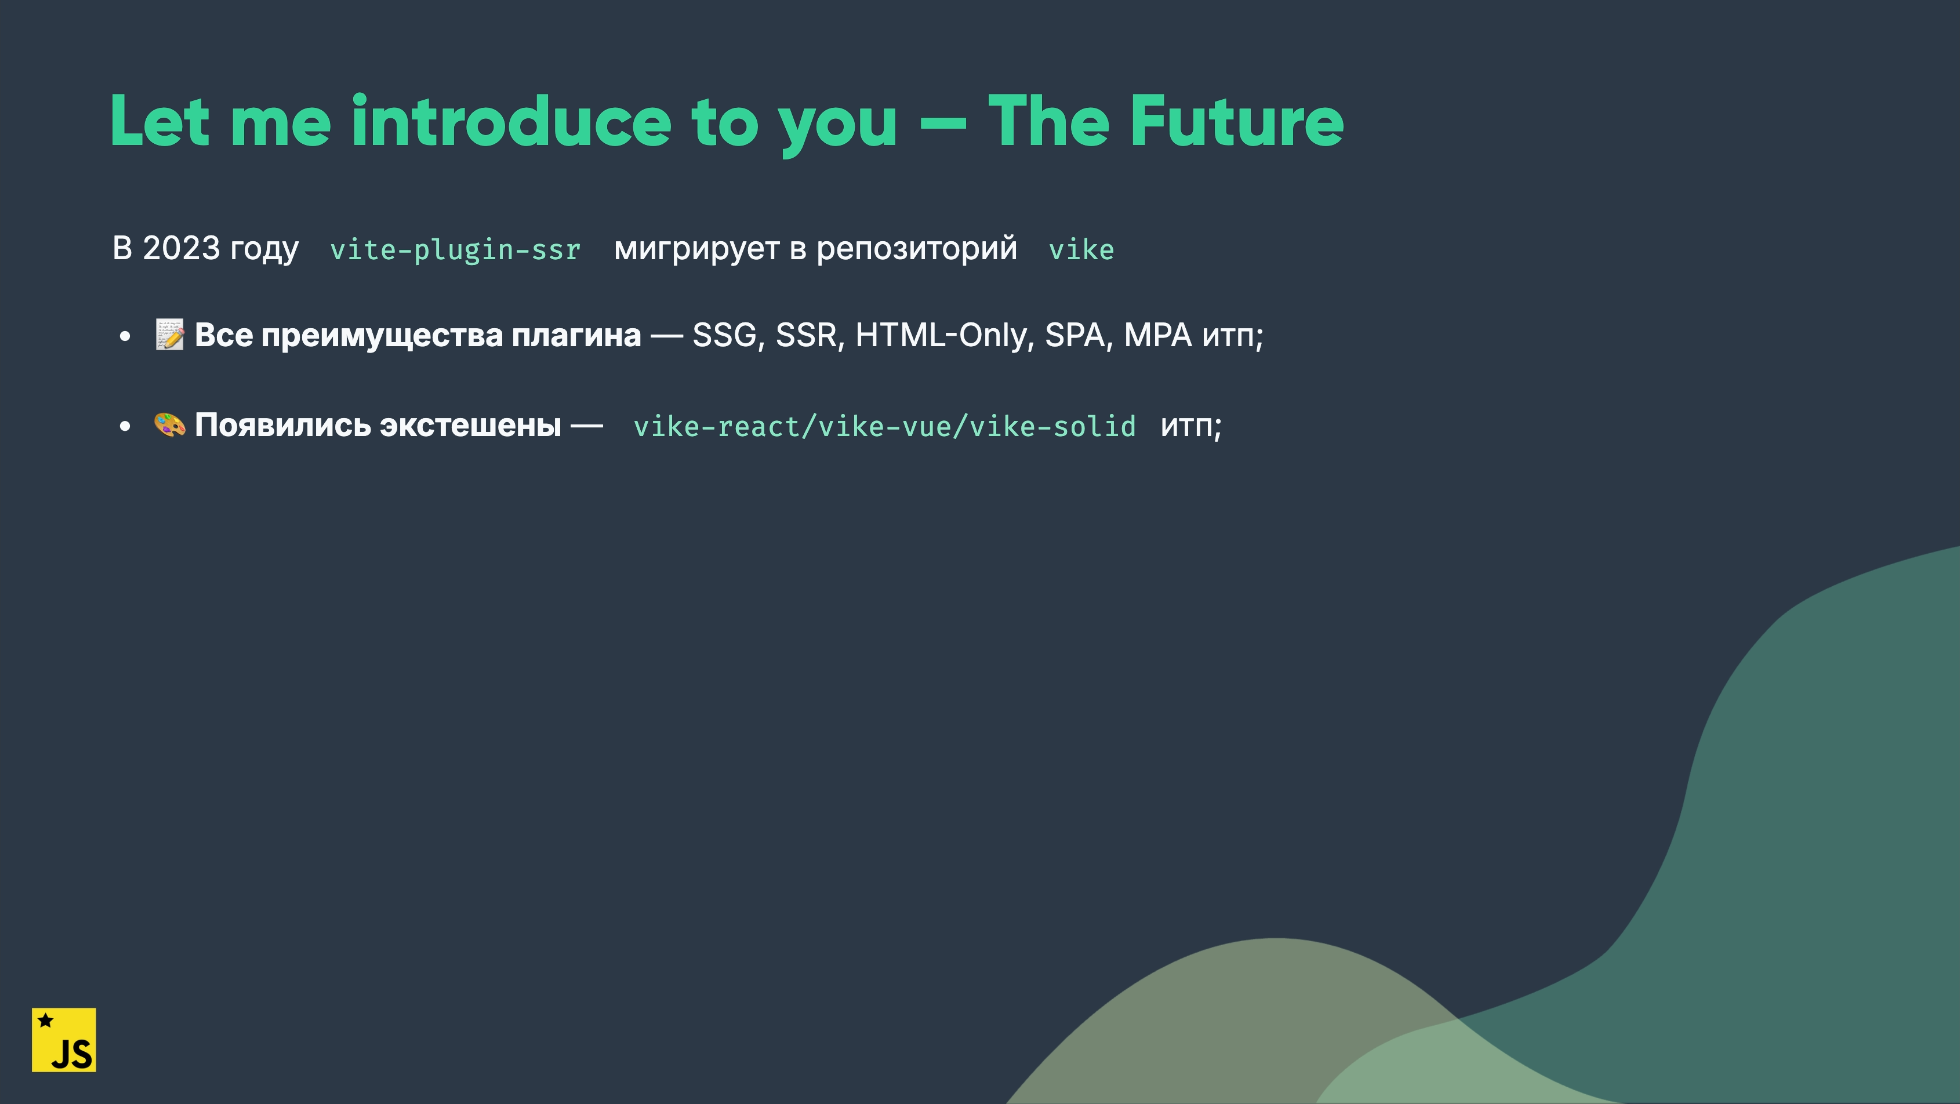 Let me introduce to you — The Future
В 2023 году vite-plugin-ssr мигрирует в репозиторий vike
• 📝 Все преимущества плагина — SSG, SSR, HTML-Only, SPA, MPA итп;
• 🎨 Появились экстешены — vike-react/vike-vue/vike-solid итп;
JS